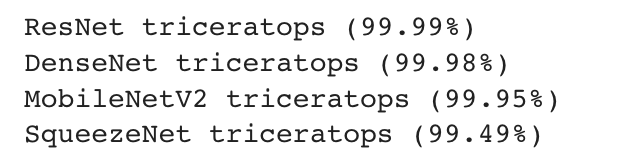 ResNet triceratops (99.99%)
DenseNet triceratops (99.98%)
MobileNetV2 triceratops (99.95%)
SqueezeNet triceratops (99.49%)